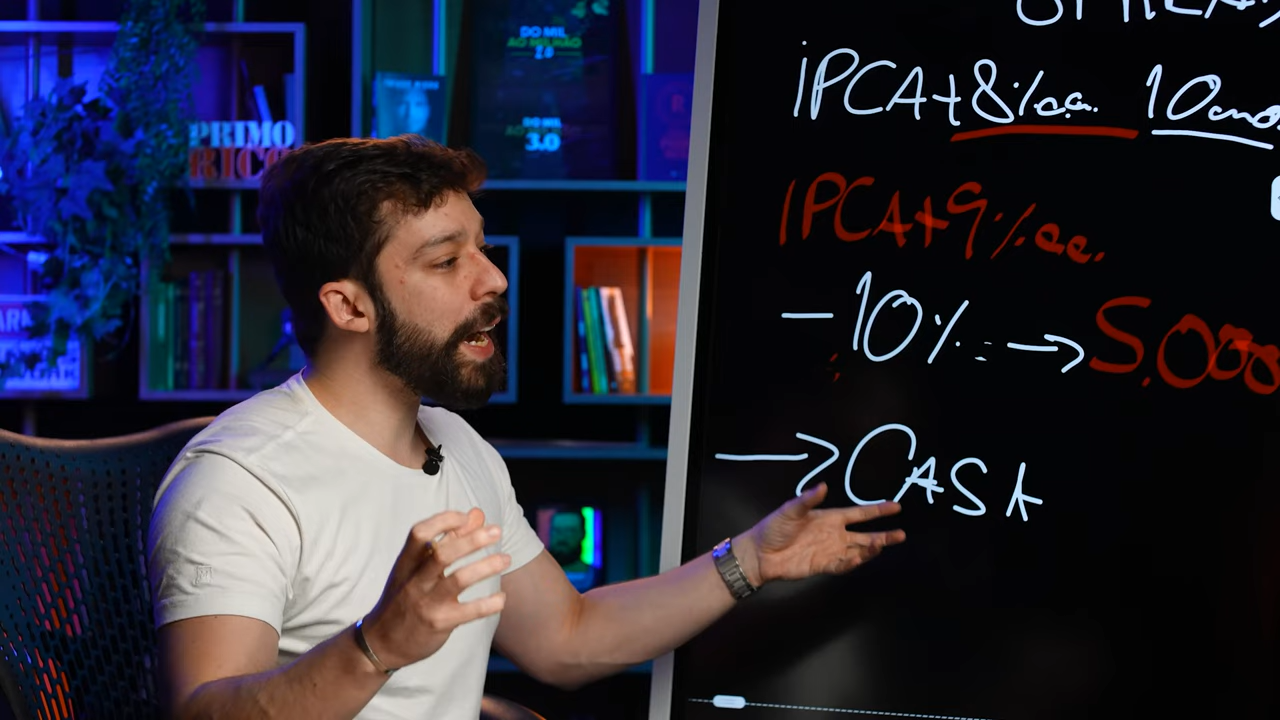 PRIMO
RICO
DO MIL
AO MILHÃO
2.0
DO MIL
AO MILHÃO
3.0
IPCA+8%a.a. 10
IPCA+9%a.a.
- 10% → 5.000
→ CASH